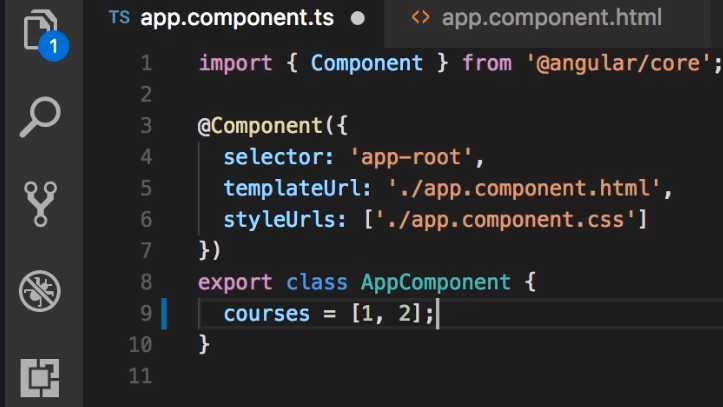 TS app.component.ts ● <> app.component.html
1
1 import { Component } from '@angular/core';
2
3 @Component({
4 selector: 'app-root',
5 templateUrl: './app.component.html',
6 styleUrls: ['./app.component.css']
7 })
8 export class AppComponent {
9 courses = [1, 2];
10 }
11